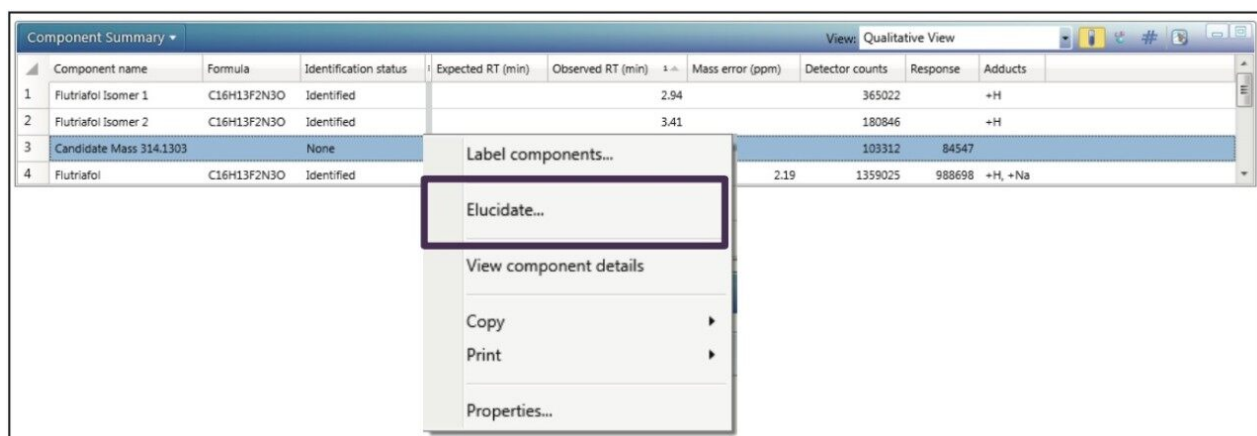 Component Summary View: Qualitative View #
Component name Formula Identification status Expected RT (min) Observed RT (min) 1 Mass error (ppm) Detector counts Response Adducts
1 Flutriafol Isomer 1 C16H13F2N3O Identified 2.94 365022 +H
2 Flutriafol Isomer 2 C16H13F2N3O Identified 3.41 180846 +H
3 Candidate Mass 314.1303 None 103312 84547
4 Flutriafol C16H13F2N3O Identified 2.19 1359025 988698 +H, +Na
Label components...
Elucidate...
View component details
Copy
Print
Properties...